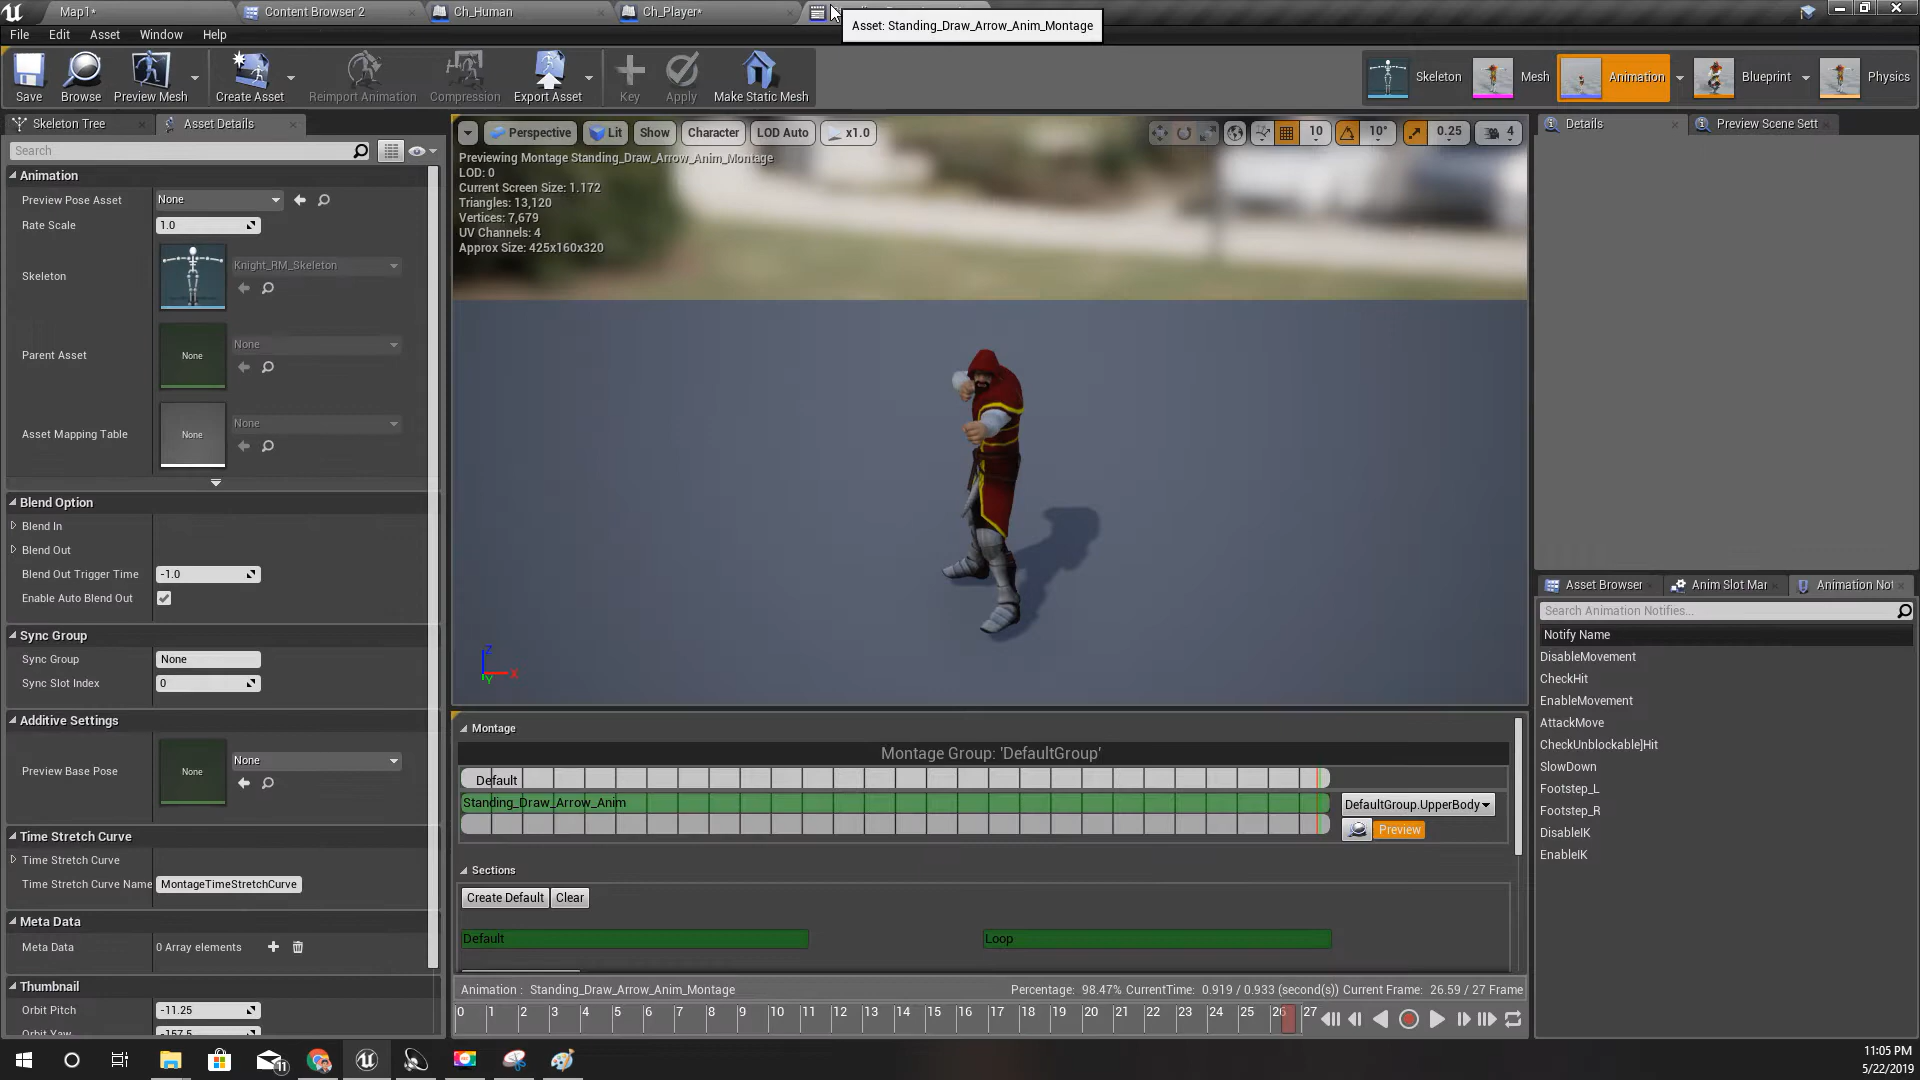 Map1*
Content Browser 2
Ch_Human
Ch_Player*
Asset: Standing_Draw_Arrow_Anim_Montage
File Edit Asset Window Help
Save
Browse
Preview Mesh
Create Asset
Reimport Animation
Compression
Export Asset
Key
Apply
Make Static Mesh
Skeleton
Mesh
Animation
Blueprint
Physics
Skeleton Tree
Asset Details
Search
Animation
Preview Pose Asset None
Rate Scale 1.0
Skeleton Knight_RM_Skeleton
Parent Asset None None
Asset Mapping Table None None
Blend Option
Blend In
Blend Out
Blend Out Trigger Time -1.0
Enable Auto Blend Out
Sync Group
Sync Group None
Sync Slot Index 0
Additive Settings
Preview Base Pose None None
Time Stretch Curve
Time Stretch Curve
Time Stretch Curve Name MontageTimeStretchCurve
Meta Data
Meta Data 0 Array elements
Thumbnail
Orbit Pitch -11.25
Orbit Yaw -157.5
Perspective Lit Show Character LOD Auto x1.0
10 10° 0.25 4
Previewing Montage Standing_Draw_Arrow_Anim_Montage
LOD: 0
Current Screen Size: 1.172
Triangles: 13,120
Vertices: 7,679
UV Channels: 4
Approx Size: 425x160x320
Z
X
Y
Montage
Montage Group: 'DefaultGroup'
Default
Standing_Draw_Arrow_Anim
DefaultGroup.UpperBody
Preview
Sections
Create Default Clear
Default Loop
Animation : Standing_Draw_Arrow_Anim_Montage Percentage: 98.47% CurrentTime: 0.919 / 0.933 (second(s)) Current Frame: 26.59 / 27 Frame
0 1 2 3 4 5 6 7 8 9 10 11 12 13 14 15 16 17 18 19 20 21 22 23 24 25 26 27
Details
Preview Scene Sett
Asset Browser
Anim Slot Mar
Animation Not
Search Animation Notifies...
Notify Name
DisableMovement
CheckHit
EnableMovement
AttackMove
CheckUnblockable]Hit
SlowDown
Footstep_L
Footstep_R
DisableIK
EnableIK
11
11:05 PM
5/22/2019